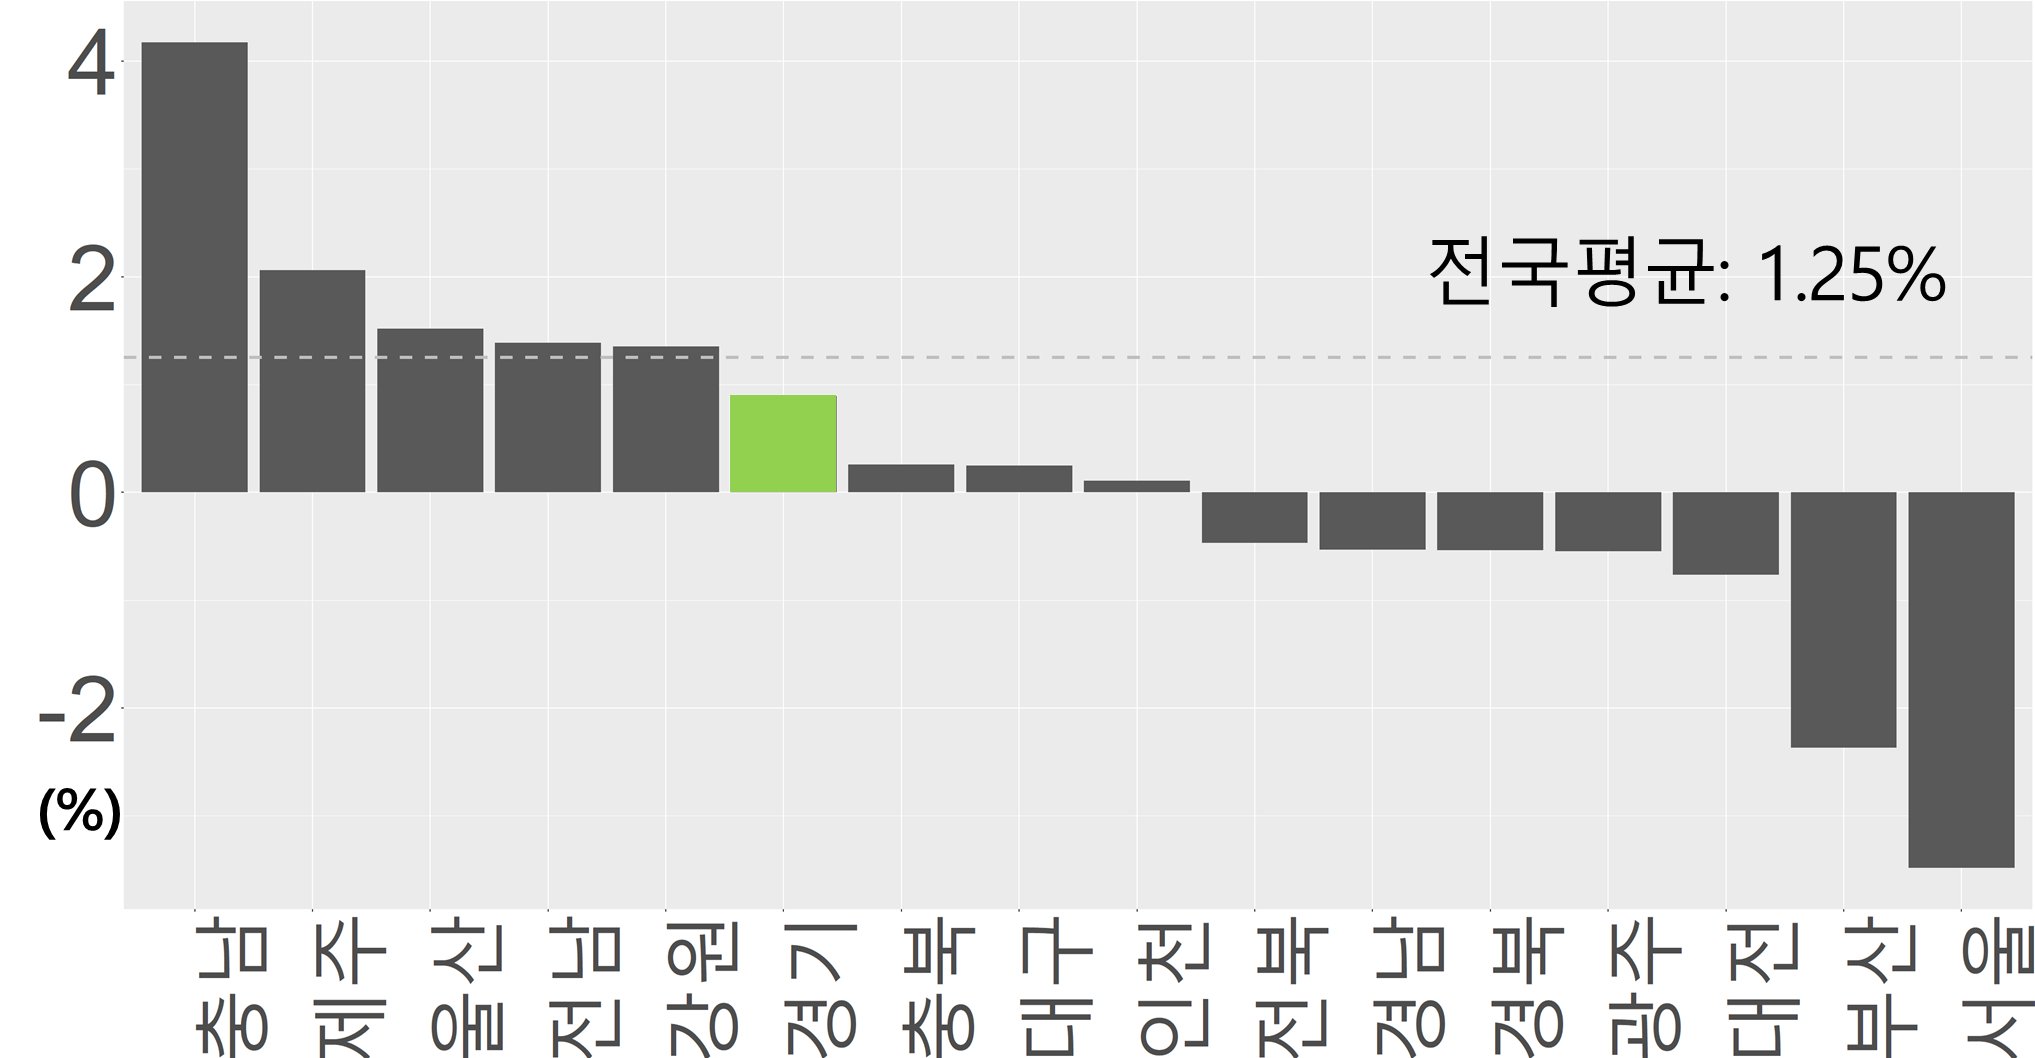 4
2
0
-2
(%)
전국평균: 1.25%
충남
제주
울산
전남
강원
경기
충북
대구
인천
전북
경남
경북
광주
대전
부산
서울